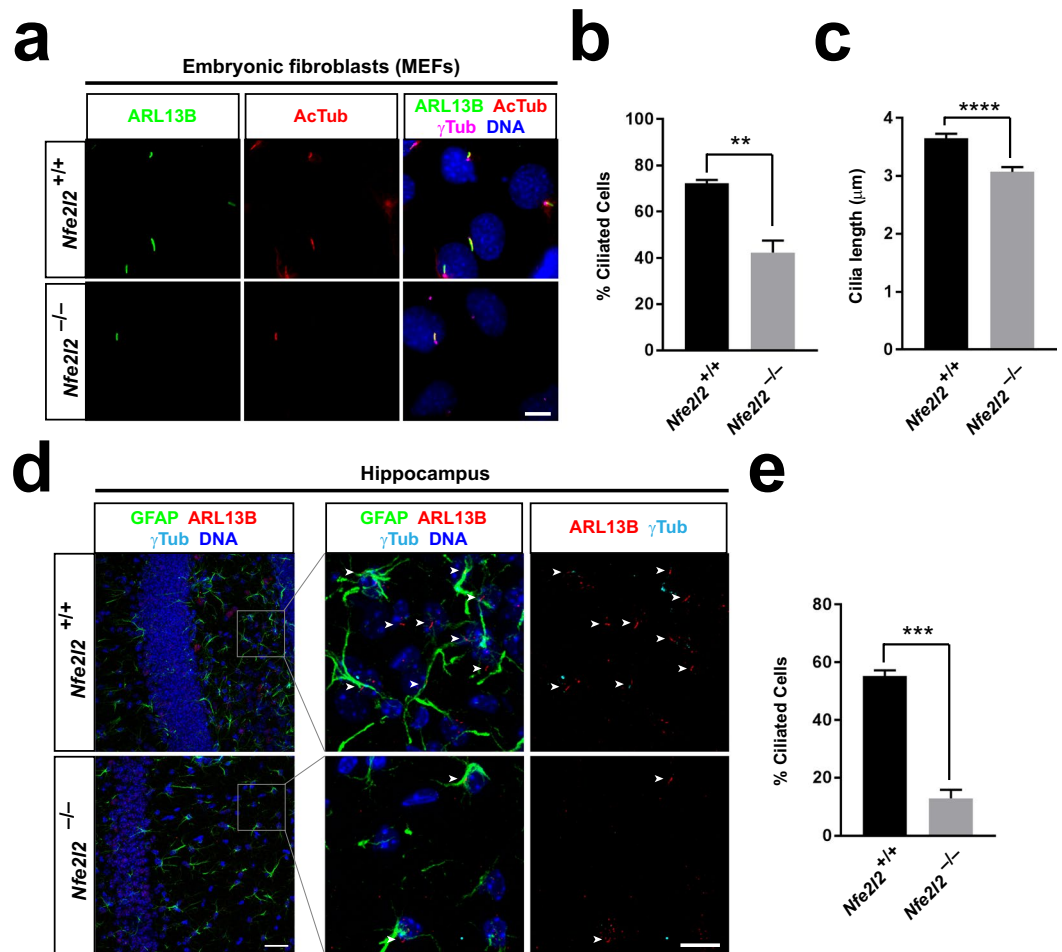 a
Embryonic fibroblasts (MEFs)
ARL13B
AcTub
ARL13B AcTub
γTub DNA
Nfe2l2 +/+
Nfe2l2 –/–
b
% Ciliated Cells
100
80
60
40
20
0
**
Nfe2l2 +/+
Nfe2l2 –/–
c
Cilia length (μm)
5
4
3
2
1
0
****
Nfe2l2 +/+
Nfe2l2 –/–
d
Hippocampus
GFAP ARL13B
γTub DNA
GFAP ARL13B
γTub DNA
ARL13B γTub
Nfe2l2 +/+
Nfe2l2 –/–
e
% Ciliated Cells
80
60
40
20
0
***
Nfe2l2 +/+
Nfe2l2 –/–